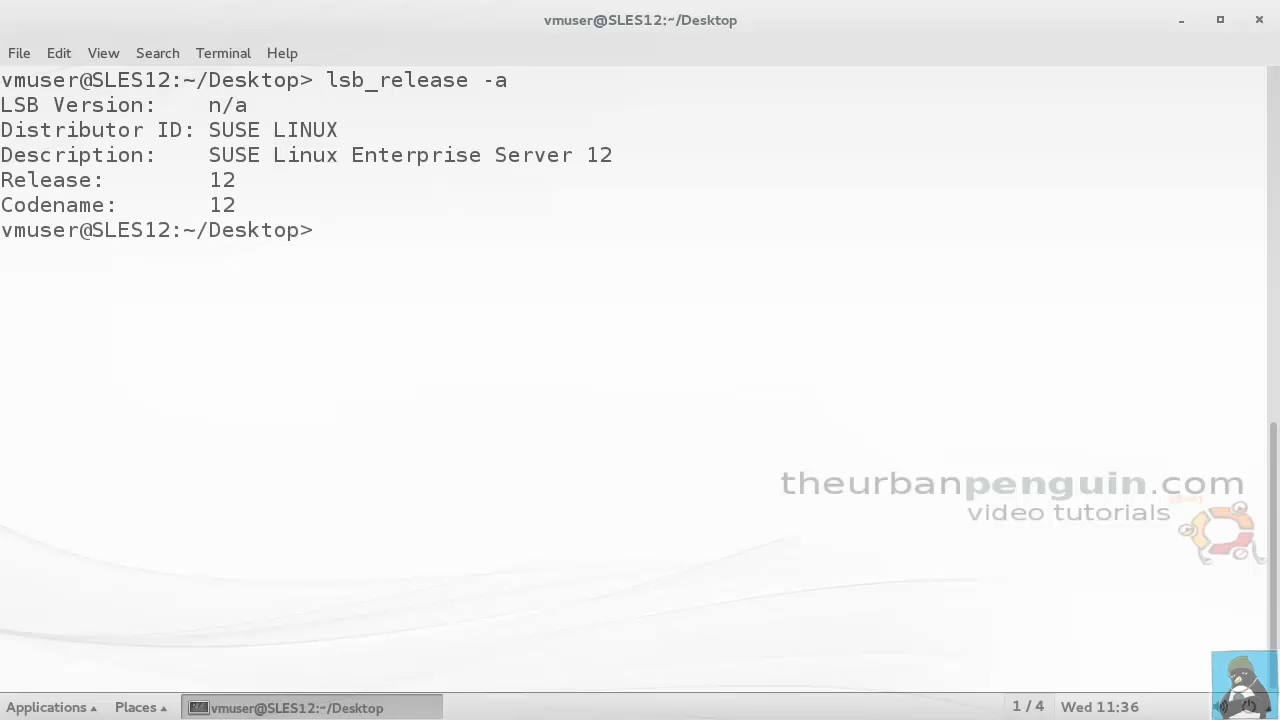 vmuser@SLES12:~/Desktop
File Edit View Search Terminal Help
vmuser@SLES12:~/Desktop> lsb_release -a
LSB Version: n/a
Distributor ID: SUSE LINUX
Description: SUSE Linux Enterprise Server 12
Release: 12
Codename: 12
vmuser@SLES12:~/Desktop>
theurbanpenguin.com
video tutorials
Applications Places vmuser@SLES12:~/Desktop 1 / 4 Wed 11:36